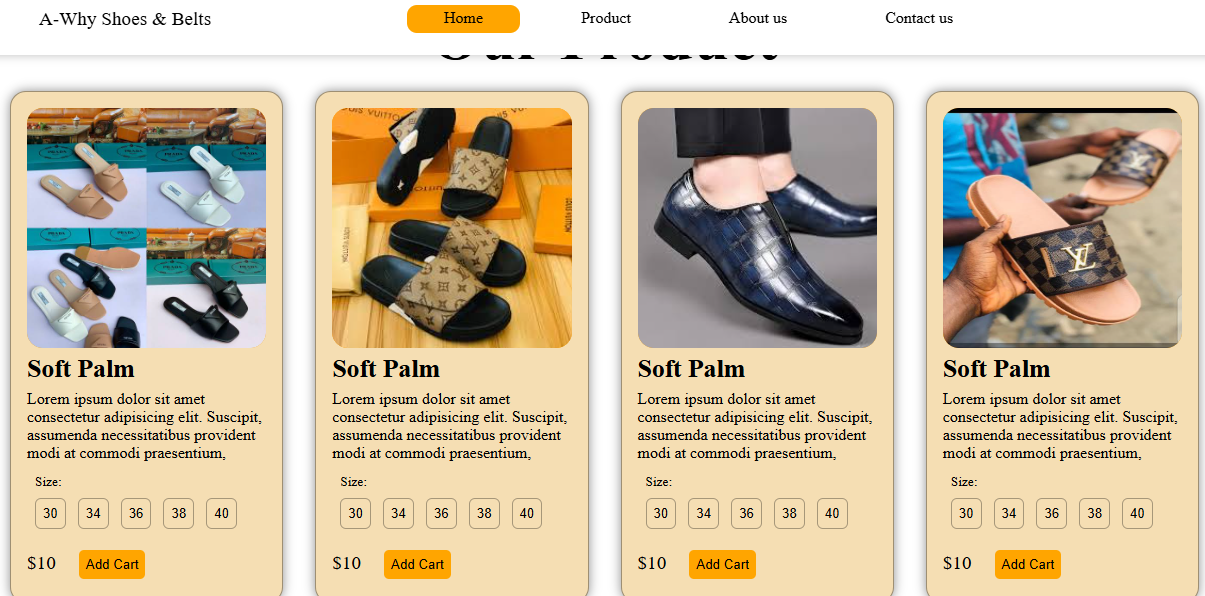 A-Why Shoes & Belts
Home
Product
About us
Contact us
Our Product
Soft Palm
Lorem ipsum dolor sit amet
consectetur adipisicing elit. Suscipit,
assumenda necessitatibus provident
modi at commodi praesentium,
Size:
30 34 36 38 40
$10 Add Cart
Soft Palm
Lorem ipsum dolor sit amet
consectetur adipisicing elit. Suscipit,
assumenda necessitatibus provident
modi at commodi praesentium,
Size:
30 34 36 38 40
$10 Add Cart
Soft Palm
Lorem ipsum dolor sit amet
consectetur adipisicing elit. Suscipit,
assumenda necessitatibus provident
modi at commodi praesentium,
Size:
30 34 36 38 40
$10 Add Cart
Soft Palm
Lorem ipsum dolor sit amet
consectetur adipisicing elit. Suscipit,
assumenda necessitatibus provident
modi at commodi praesentium,
Size:
30 34 36 38 40
$10 Add Cart